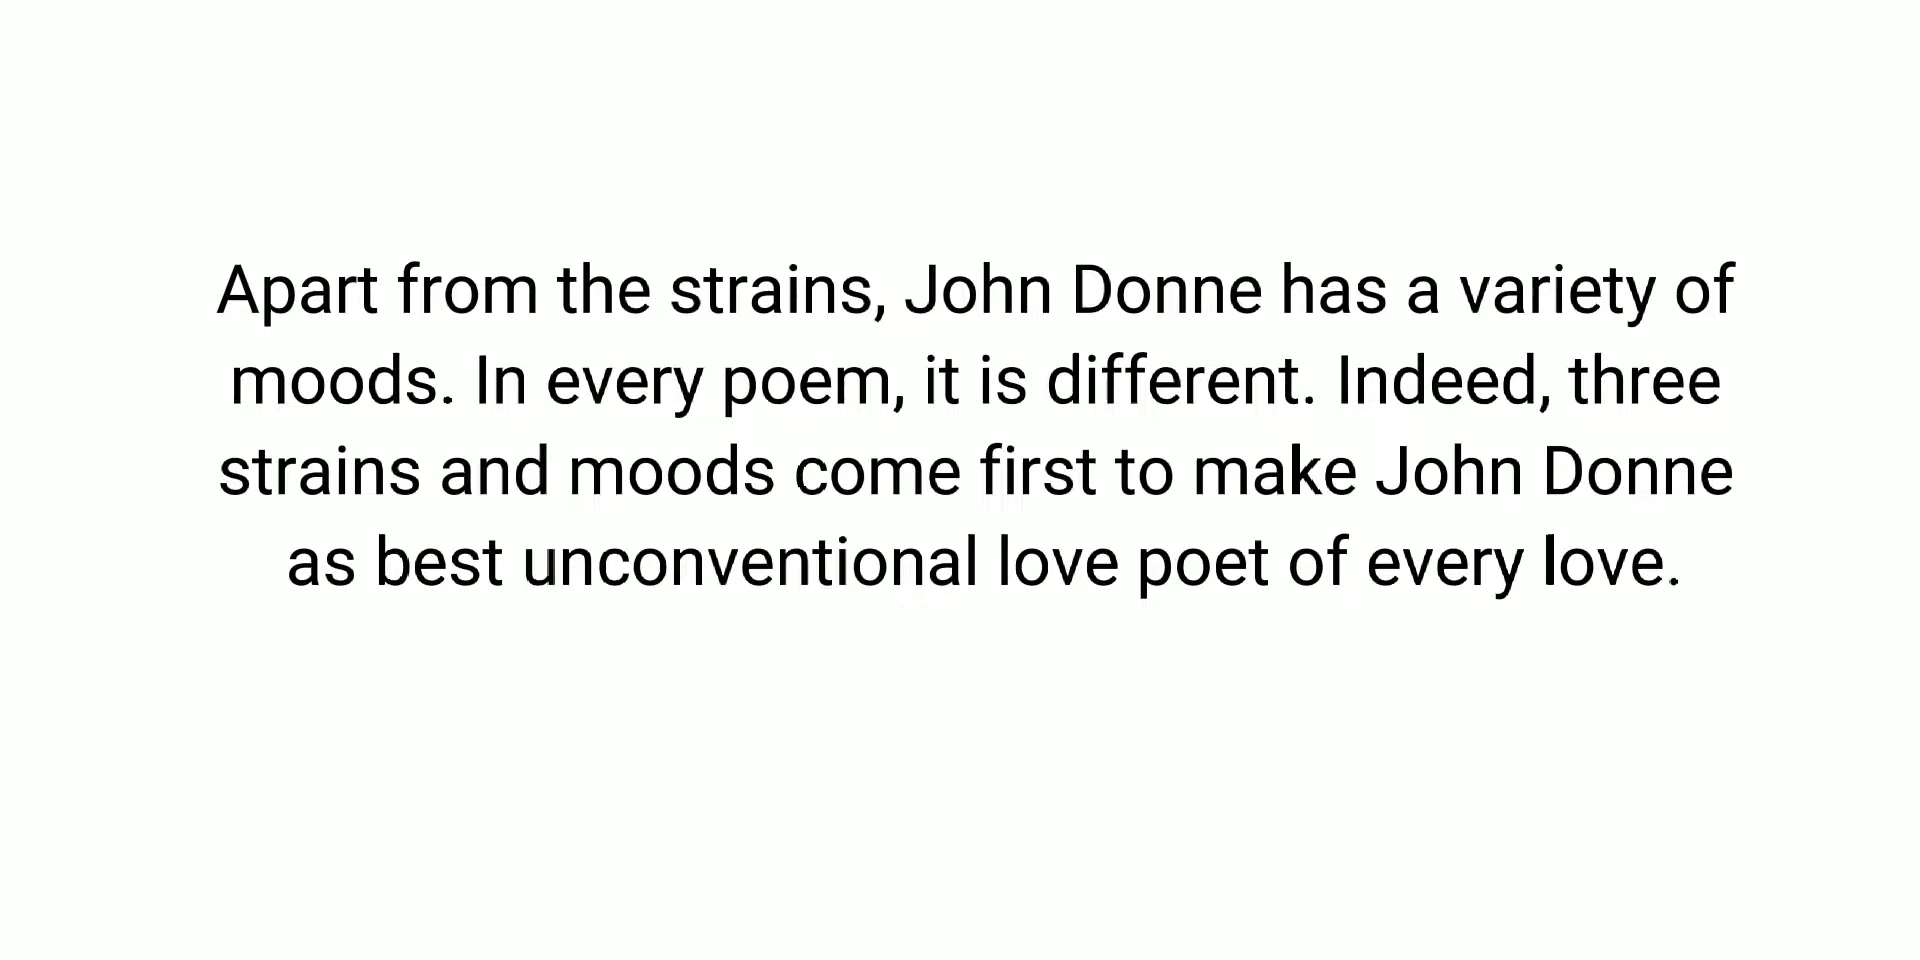 Apart from the strains, John Donne has a variety of
moods. In every poem, it is different. Indeed, three
strains and moods come first to make John Donne
as best unconventional love poet of every love.